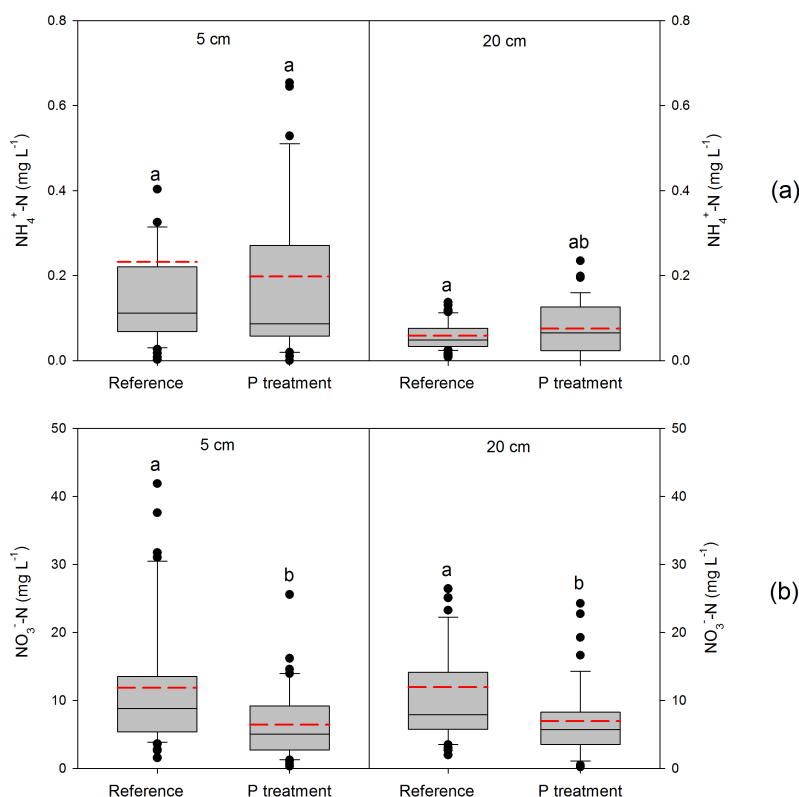 0.8
5 cm
20 cm
0.8
a
0.6
0.6
NH₄⁺-N (mg L⁻¹)
NH₄⁺-N (mg L⁻¹)
(a)
a
0.4
0.4
ab
a
0.2
0.2
0.0
0.0
Reference
P treatment
Reference
P treatment
50
5 cm
20 cm
50
a
40
40
NO₃⁻-N (mg L⁻¹)
NO₃⁻-N (mg L⁻¹)
(b)
30
30
b
a
b
20
20
10
10
0
0
Reference
P treatment
Reference
P treatment